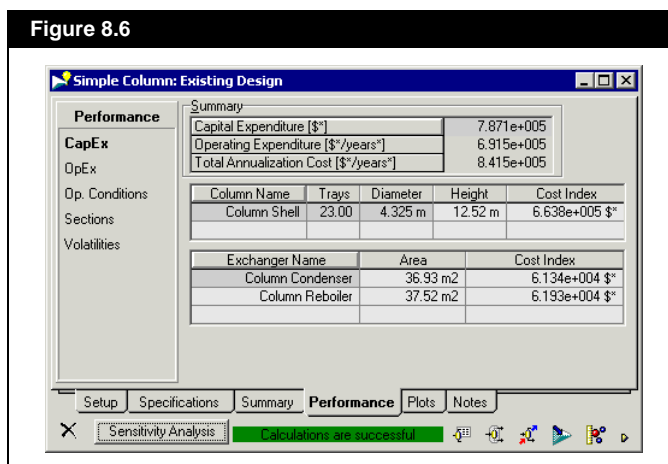 Figure 8.6
Simple Column: Existing Design
Performance
CapEx
OpEx
Op. Conditions
Sections
Volatilities
Summary
Capital Expenditure [$*] 7.871e+005
Operating Expenditure [$*/years*] 6.915e+005
Total Annualization Cost [$*/years*] 8.415e+005
Column Name Trays Diameter Height Cost Index
Column Shell 23.00 4.325 m 12.52 m 6.638e+005 $*
Exchanger Name Area Cost Index
Column Condenser 36.93 m2 6.134e+004 $*
Column Reboiler 37.52 m2 6.193e+004 $*
Setup Specifications Summary Performance Plots Notes
Sensitivity Analysis Calculations are successful